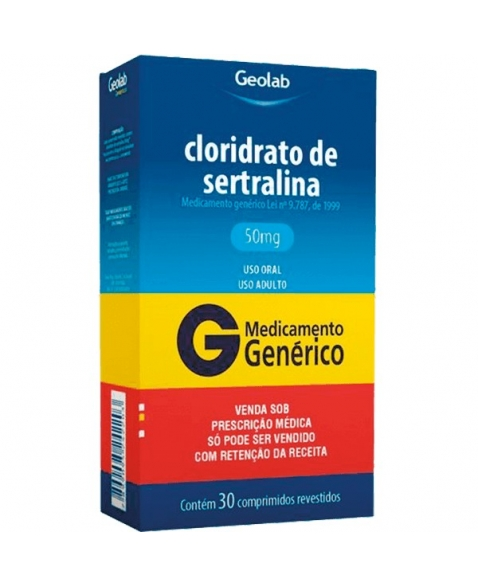 Geolab
cloridrato de
sertralina
Medicamento genérico Lei nº 9.787, de 1999
50mg
USO ORAL
USO ADULTO
G Medicamento
Genérico
VENDA SOB
PRESCRIÇÃO MÉDICA
SÓ PODE SER VENDIDO
COM RETENÇÃO DA RECEITA
Contém 30 comprimidos revestidos
Geolab